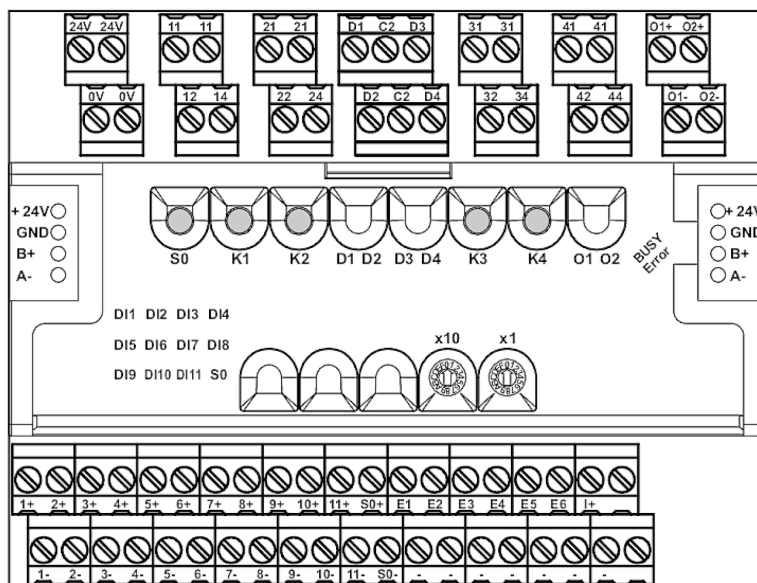 24V 24V 11 11 21 21 D1 C2 D3 31 31 41 41 O1+ O2+
0V 0V 12 14 22 24 D2 C2 D4 32 34 42 44 O1- O2-
+ 24V
GND
B+
A-
S0 K1 K2 D1 D2 D3 D4 K3 K4 O1 O2
BUSY
Error
+ 24V
GND
B+
A-
DI1 DI2 DI3 DI4
DI5 DI6 DI7 DI8
DI9 DI10 DI11 S0
x10 x1
1+ 2+ 3+ 4+ 5+ 6+ 7+ 8+ 9+ 10+ 11+ S0+ E1 E2 E3 E4 E5 E6 I+
1- 2- 3- 4- 5- 6- 7- 8- 9- 10- 11- S0- - - - - - - -